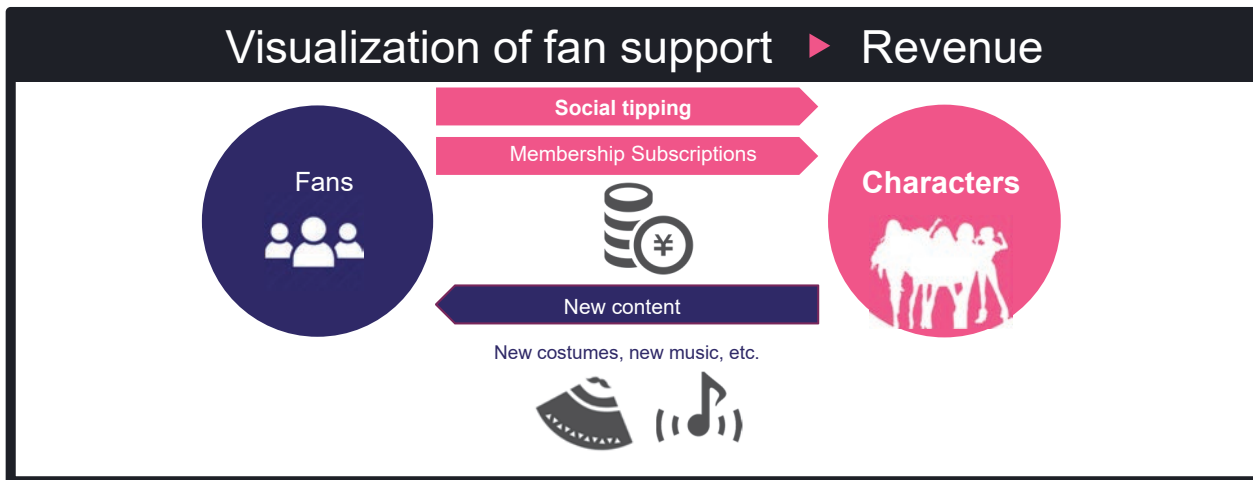 Visualization of fan support ▶ Revenue
Social tipping
Membership Subscriptions
Fans
Characters
¥
New content
New costumes, new music, etc.